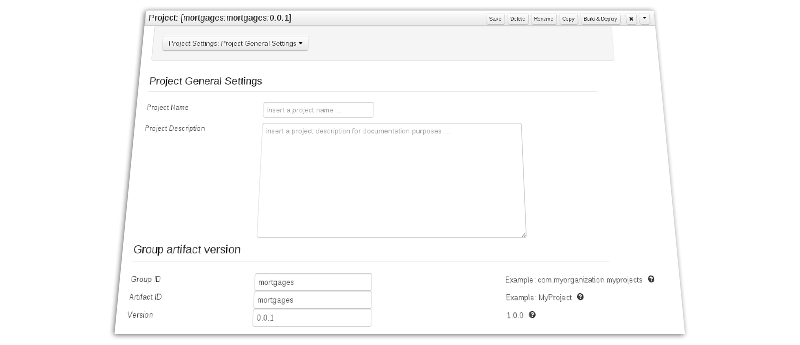 Project: [mortgages:mortgages:0.0.1]
Save Delete Rename Copy Build & Deploy
Project Settings: Project General Settings
Project General Settings
Project Name Insert a project name ...
Project Description Insert a project description for documentation purposes...
Group artifact version
Group ID mortgages Example: com.myorganization.myprojects
Artifact ID mortgages Example: MyProject
Version 0.0.1 1.0.0